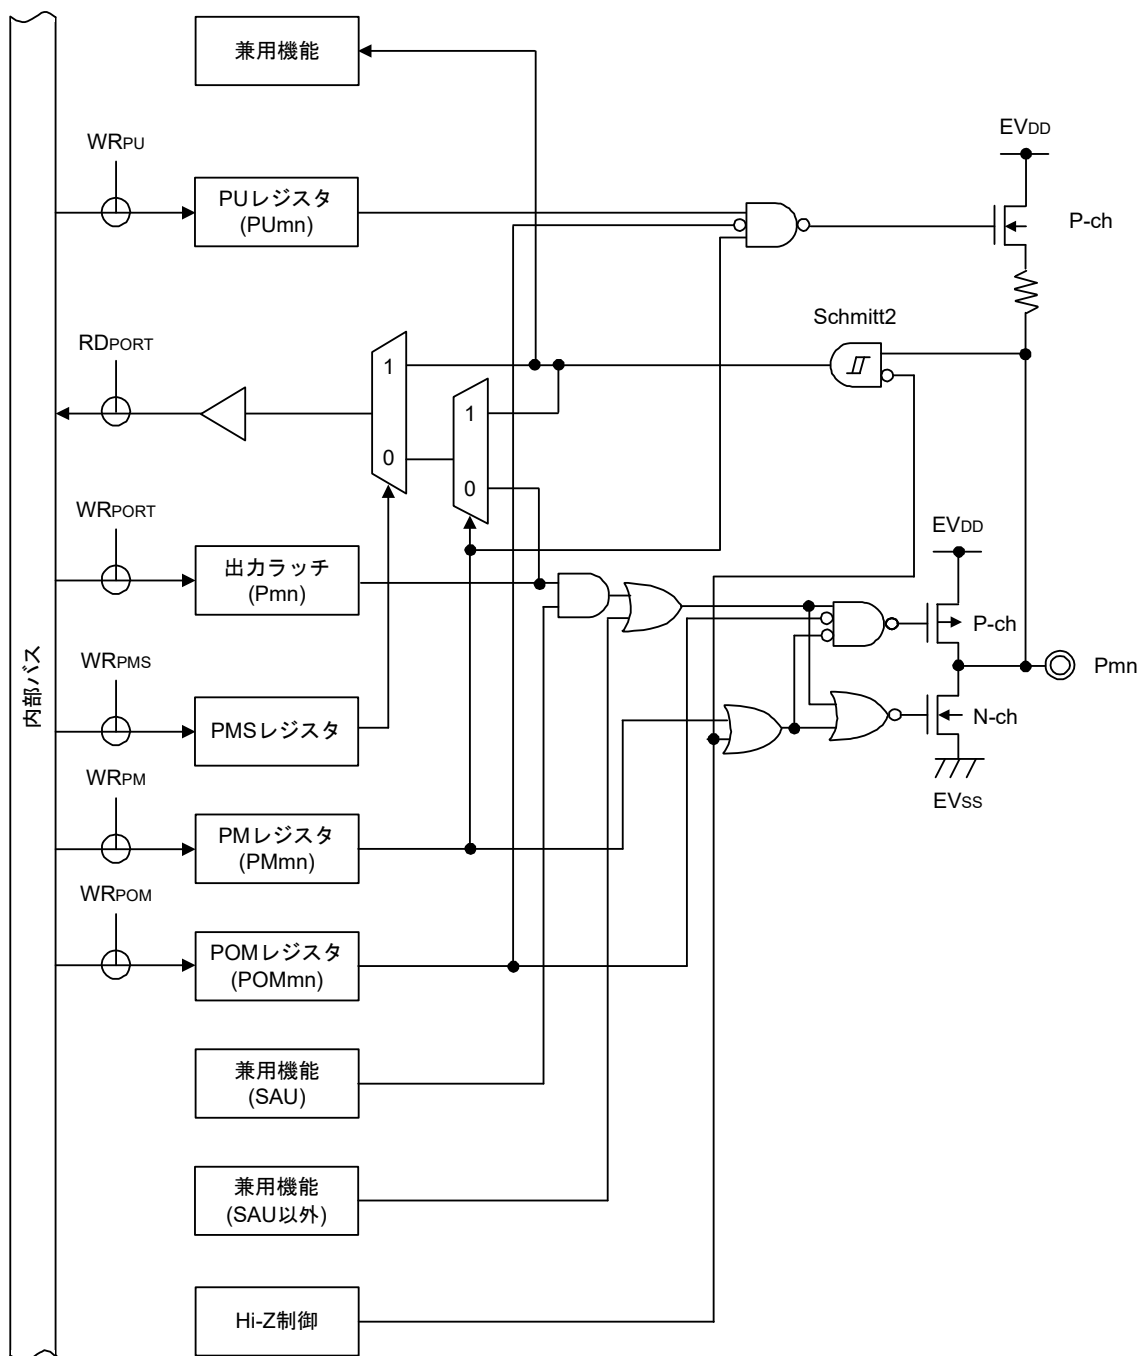 兼用機能
WRPU
EVDD
PUレジスタ
(PUmn)
P-ch
Schmitt2
RDPORT
1
1
0
0
WRPORT
EVDD
出力ラッチ
(Pmn)
P-ch
Pmn
内部バス
WRPMS
PMSレジスタ
N-ch
EVSS
WRPM
PMレジスタ
(PMmn)
WRPOM
POMレジスタ
(POMmn)
兼用機能
(SAU)
兼用機能
(SAU以外)
Hi-Z制御